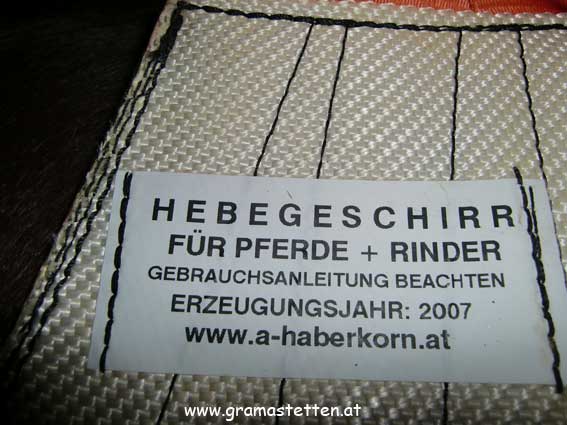 HEBEGESCHIRR
FÜR PFERDE + RINDER
GEBRAUCHSANLEITUNG BEACHTEN
ERZEUGUNGSJAHR: 2007
www.a-haberkorn.at
www.gramastetten.at